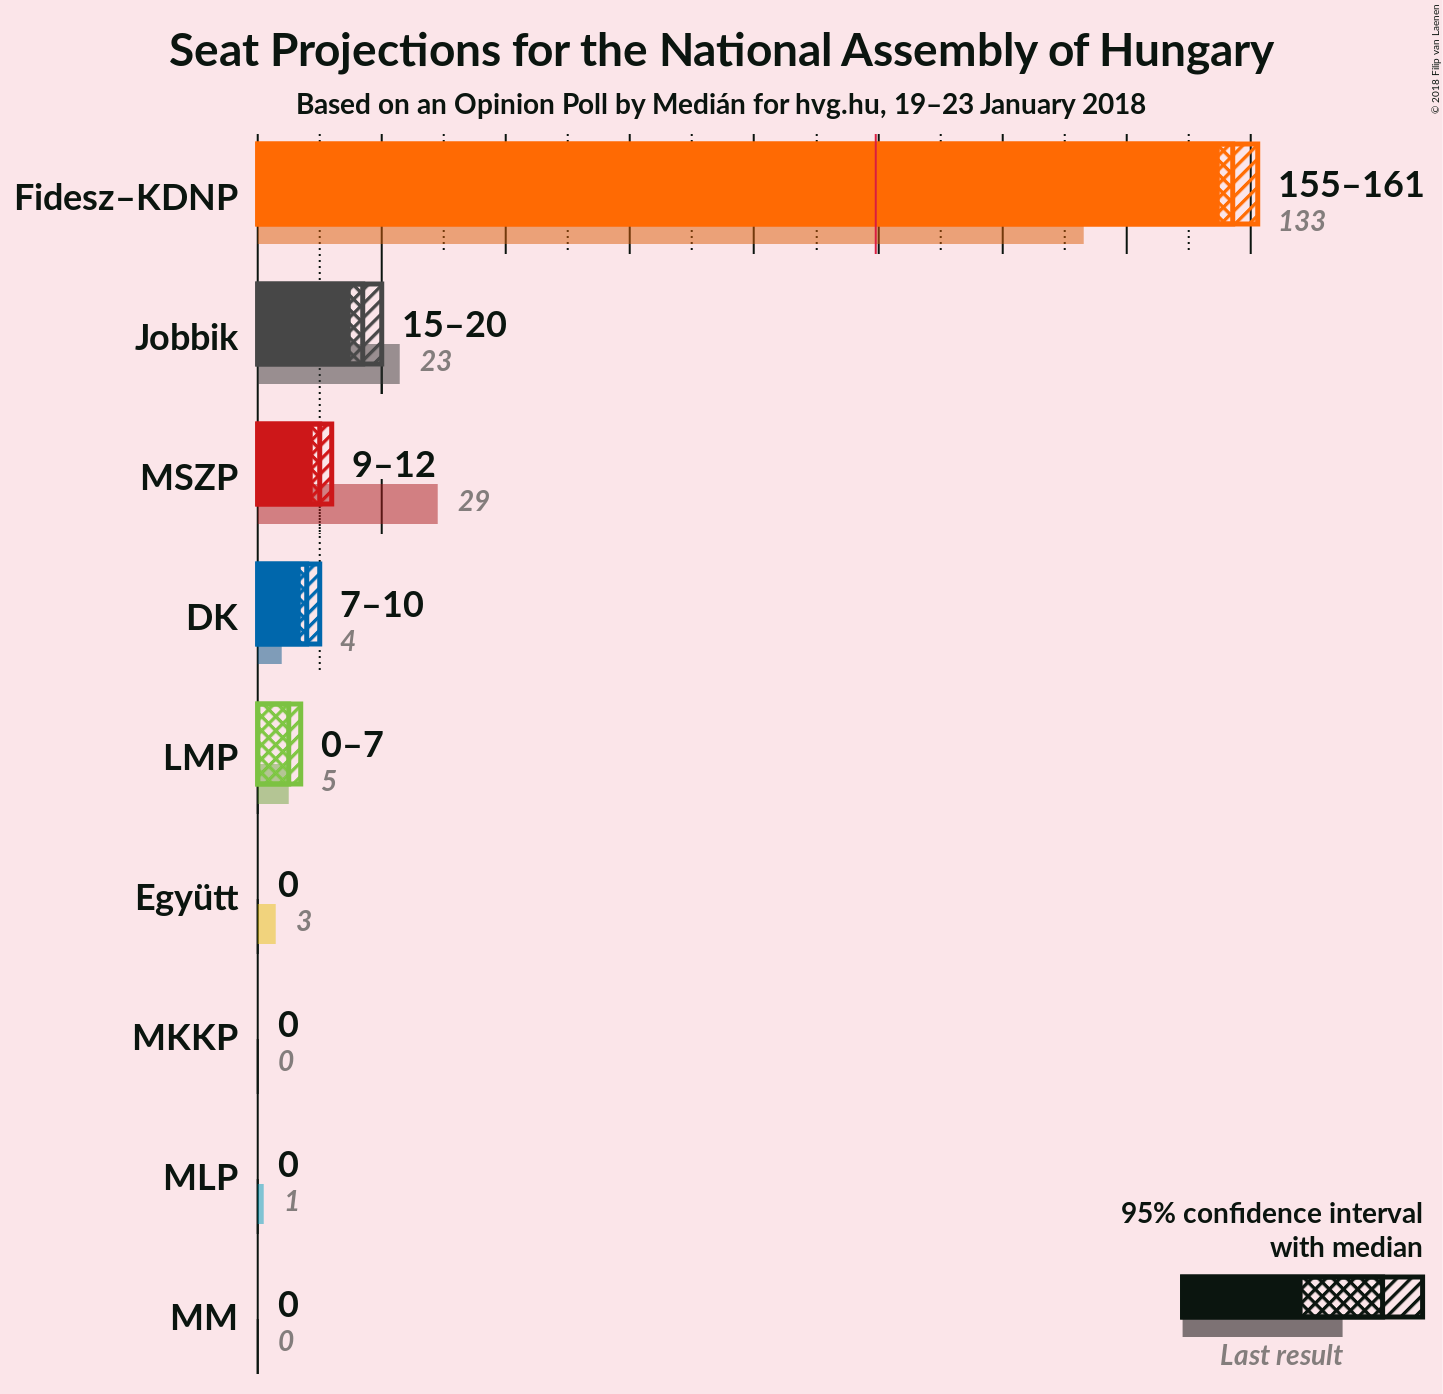 Seat Projections for the National Assembly of Hungary
Based on an Opinion Poll by Medián for hvg.hu, 19–23 January 2018
© 2018 Filip van Laenen
Fidesz–KDNP
155–161
133
Jobbik
15–20
23
MSZP
9–12
29
DK
7–10
4
LMP
0–7
5
Együtt
0
3
MKKP
0
0
MLP
0
1
MM
0
0
95% confidence interval
with median
Last result